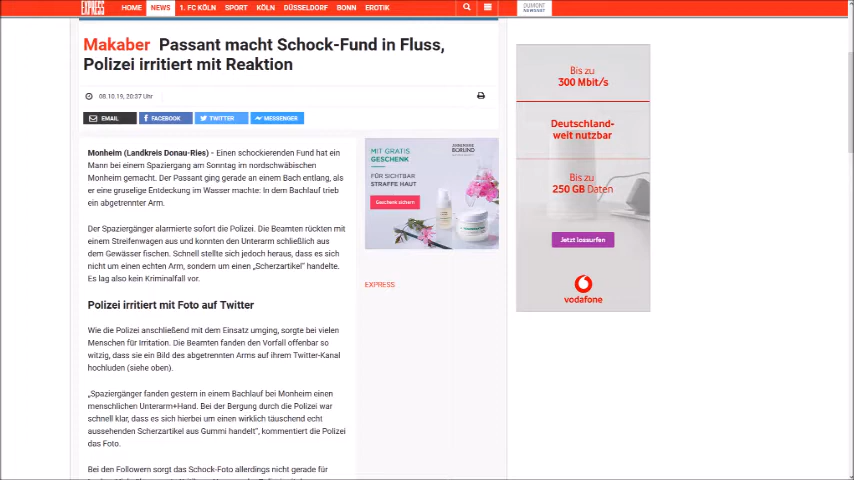 EXPRESS
HOME NEWS 1. FC KÖLN SPORT KÖLN DÜSSELDORF BONN EROTIK
DUMONT
NEWSNET
Makaber Passant macht Schock-Fund in Fluss,
Polizei irritiert mit Reaktion
08.10.19, 20:37 Uhr
EMAIL FACEBOOK TWITTER MESSENGER
Monheim (Landkreis Donau-Ries) - Einen schockierenden Fund hat ein
Mann bei einem Spaziergang am Sonntag im nordschwäbischen
Monheim gemacht. Der Passant ging gerade an einem Bach entlang, als
er eine gruselige Entdeckung im Wasser machte: In dem Bachlauf trieb
ein abgetrennter Arm.
Der Spaziergänger alarmierte sofort die Polizei. Die Beamten rückten mit
einem Streifenwagen aus und konnten den Unterarm schließlich aus
dem Gewässer fischen. Schnell stellte sich jedoch heraus, dass es sich
nicht um einen echten Arm, sondern um einen „Scherzartikel“ handelte.
Es lag also kein Kriminalfall vor.
Polizei irritiert mit Foto auf Twitter
Wie die Polizei anschließend mit dem Einsatz umging, sorgte bei vielen
Menschen für Irritation. Die Beamten fanden den Vorfall offenbar so
witzig, dass sie ein Bild des abgetrennten Arms auf ihrem Twitter-Kanal
hochluden (siehe oben).
„Spaziergänger fanden gestern in einem Bachlauf bei Monheim einen
menschlichen Unterarm+Hand. Bei der Bergung durch die Polizei war
schnell klar, dass es sich hierbei um einen wirklich täuschend echt
aussehenden Scherzartikel aus Gummi handelt“, kommentiert die Polizei
das Foto.
Bei den Followern sorgt das Schock-Foto allerdings nicht gerade für
MIT GRATIS
GESCHENK
FÜR SICHTBAR
STRAFFE HAUT
Geschenk sichern
ANNEMARIE
BÖRLIND
EXPRESS
Bis zu
300 Mbit/s
Deutschland-
weit nutzbar
Bis zu
250 GB Daten
Jetzt lossurfen
vodafone